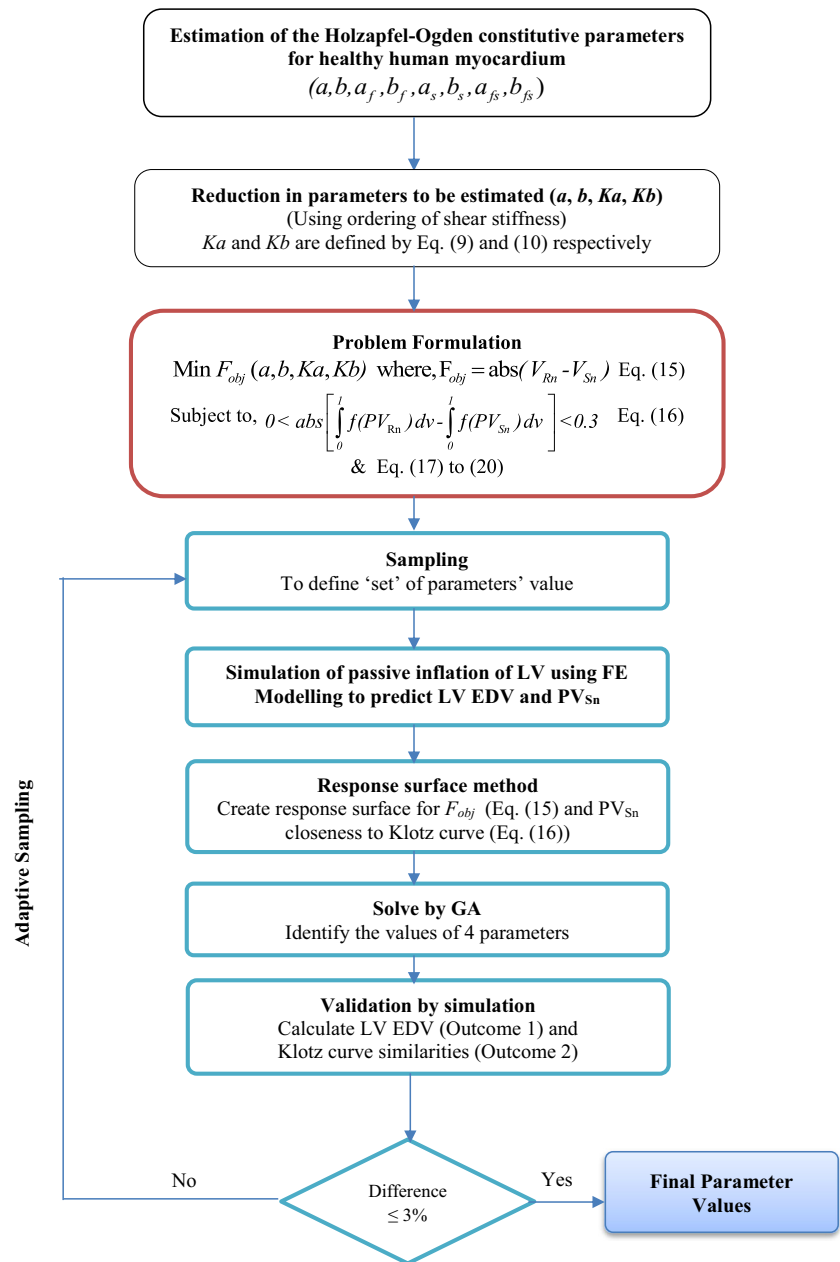 Estimation of the Holzapfel-Ogden constitutive parameters
for healthy human myocardium
(a,b,a_f,b_f,a_s,b_s,a_fs,b_fs)
Reduction in parameters to be estimated (a, b, Ka, Kb)
(Using ordering of shear stiffness)
Ka and Kb are defined by Eq. (9) and (10) respectively
Problem Formulation
Min F_obj (a,b,Ka,Kb) where, F_obj = abs(V_Rn -V_Sn) Eq. (15)
Subject to, 0< abs[∫_0^1 f(PV_Rn)dv-∫_0^1 f(PV_Sn)dv]<0.3 Eq. (16)
& Eq. (17) to (20)
Sampling
To define ‘set’ of parameters’ value
Simulation of passive inflation of LV using FE
Modelling to predict LV EDV and PV_Sn
Response surface method
Create response surface for F_obj (Eq. (15) and PV_Sn
closeness to Klotz curve (Eq. (16))
Solve by GA
Identify the values of 4 parameters
Validation by simulation
Calculate LV EDV (Outcome 1) and
Klotz curve similarities (Outcome 2)
Adaptive Sampling
No
Difference
≤ 3%
Yes
Final Parameter
Values